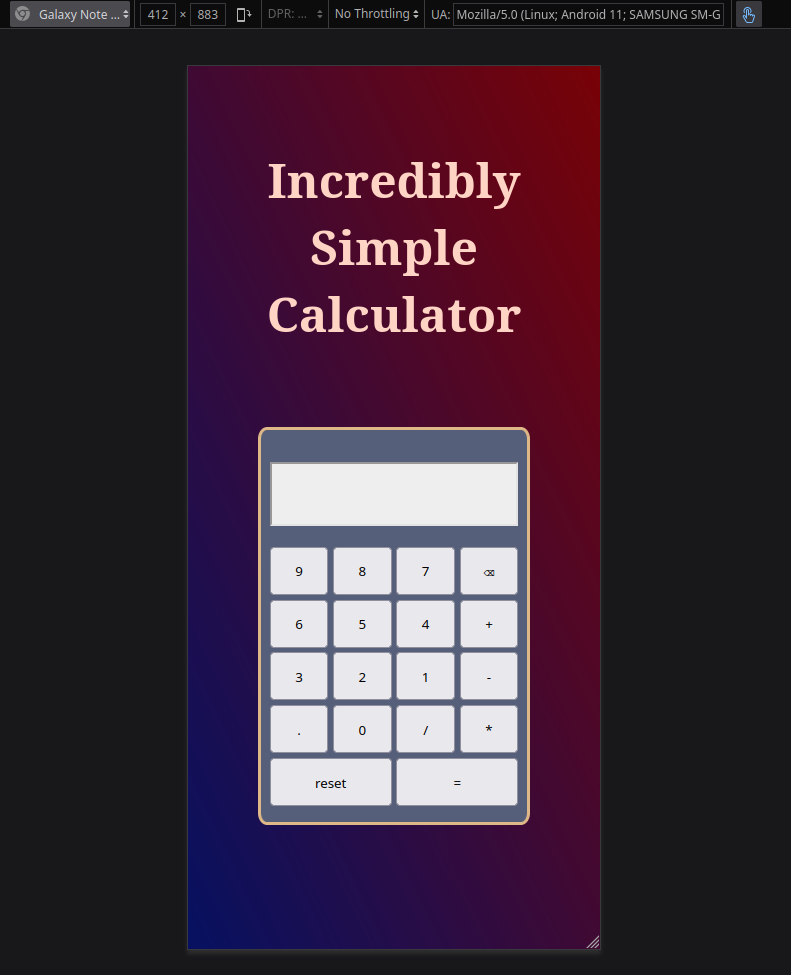 Galaxy Note ... 412 × 883 DPR: ... No Throttling UA: Mozilla/5.0 (Linux; Android 11; SAMSUNG SM-G
Incredibly
Simple
Calculator
9 8 7 ⌫
6 5 4 +
3 2 1 -
. 0 / *
reset =